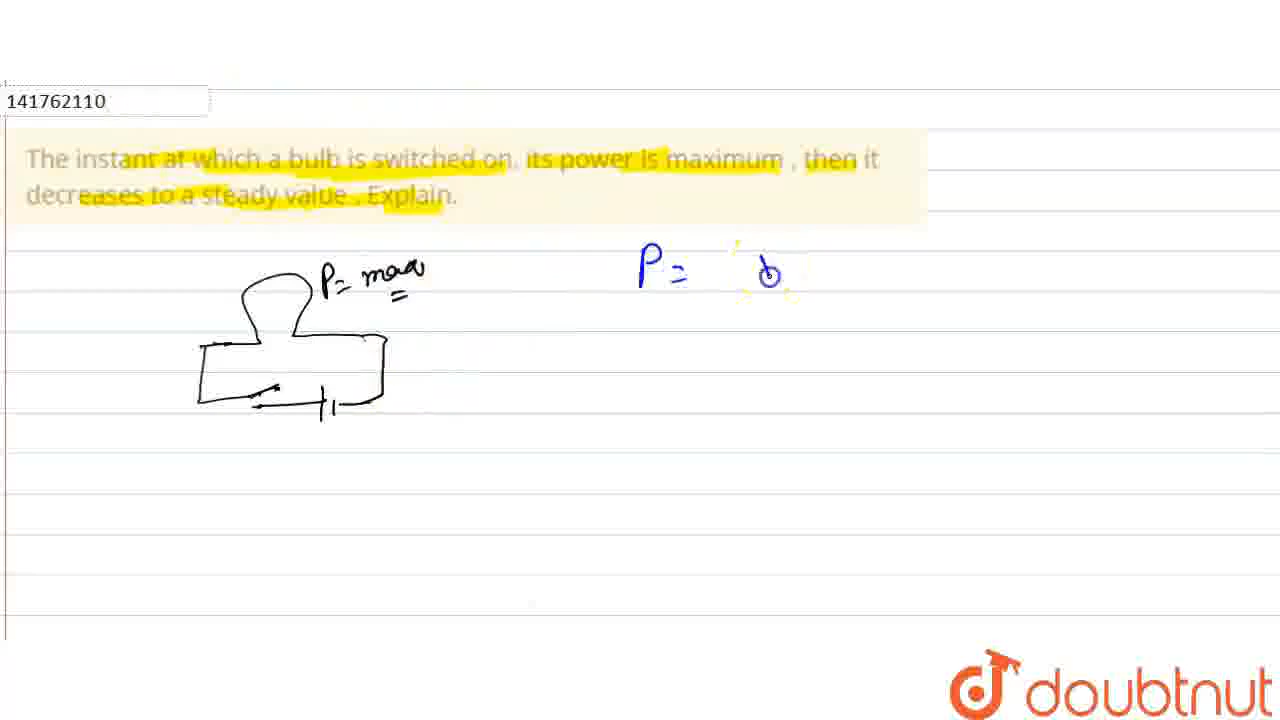 141762110
The instant at which a bulb is switched on, its power is maximum , then it
decreases to a steady value . Explain.
P= max
P=
doubtnut